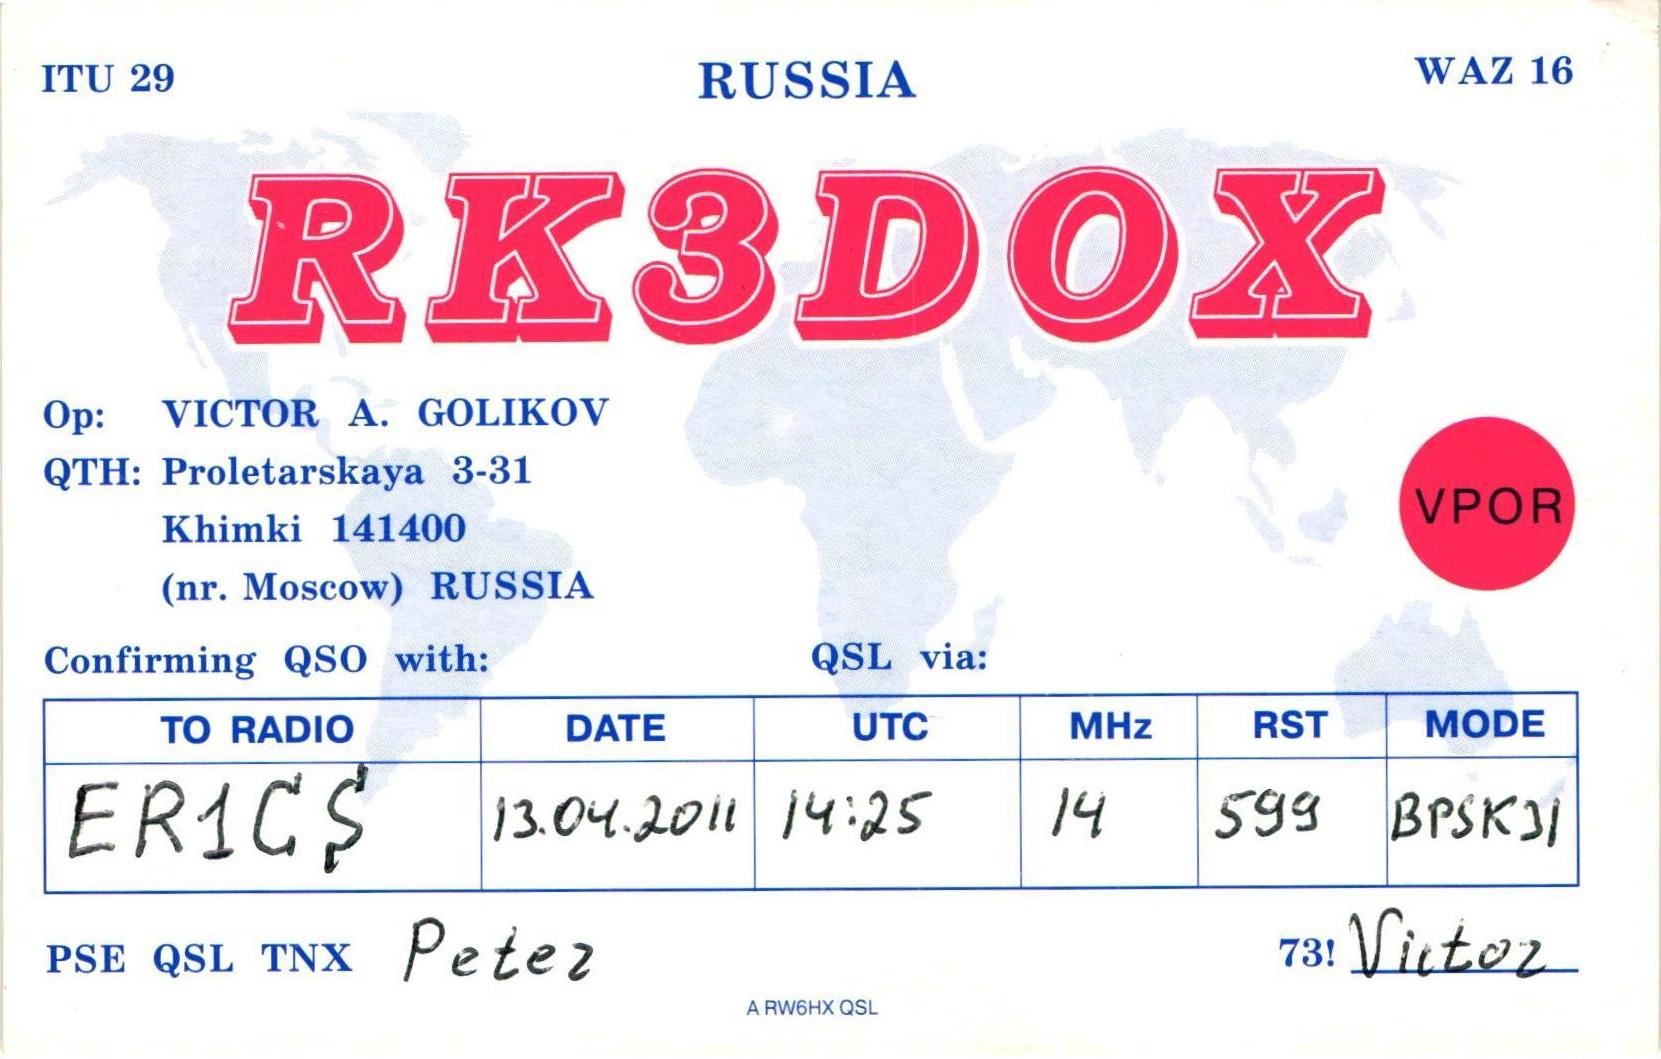 ITU 29 RUSSIA WAZ 16
RK3DOX
Op: VICTOR A. GOLIKOV
QTH: Proletarskaya 3-31
Khimki 141400
VPOR
(nr. Moscow) RUSSIA
Confirming QSO with: QSL via:
TO RADIO DATE UTC MHz RST MODE
ER1CS 13.04.2011 14:25 14 599 BPSK31
PSE QSL TNX Peter 73! Victor
A RW6HX QSL